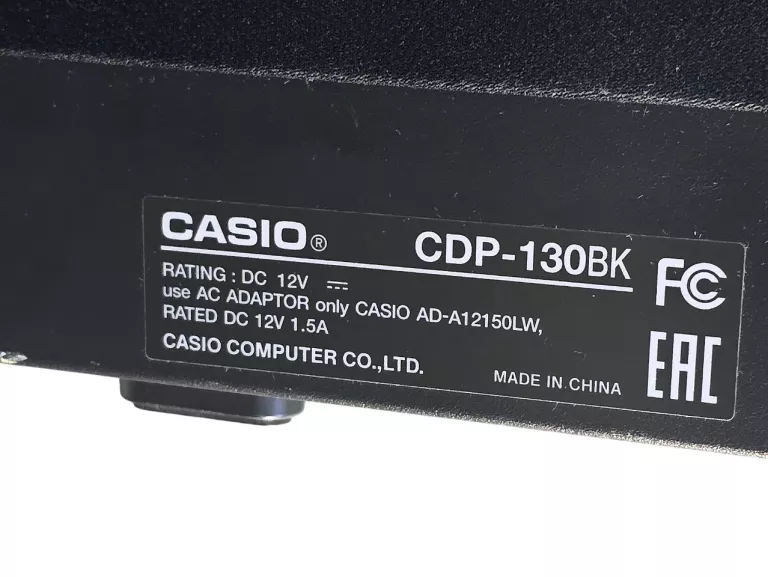 CASIO® CDP-130BK
FC
RATING : DC 12V ⎓
use AC ADAPTOR only CASIO AD-A12150LW,
RATED DC 12V 1.5A
CASIO COMPUTER CO.,LTD.
MADE IN CHINA
EAC